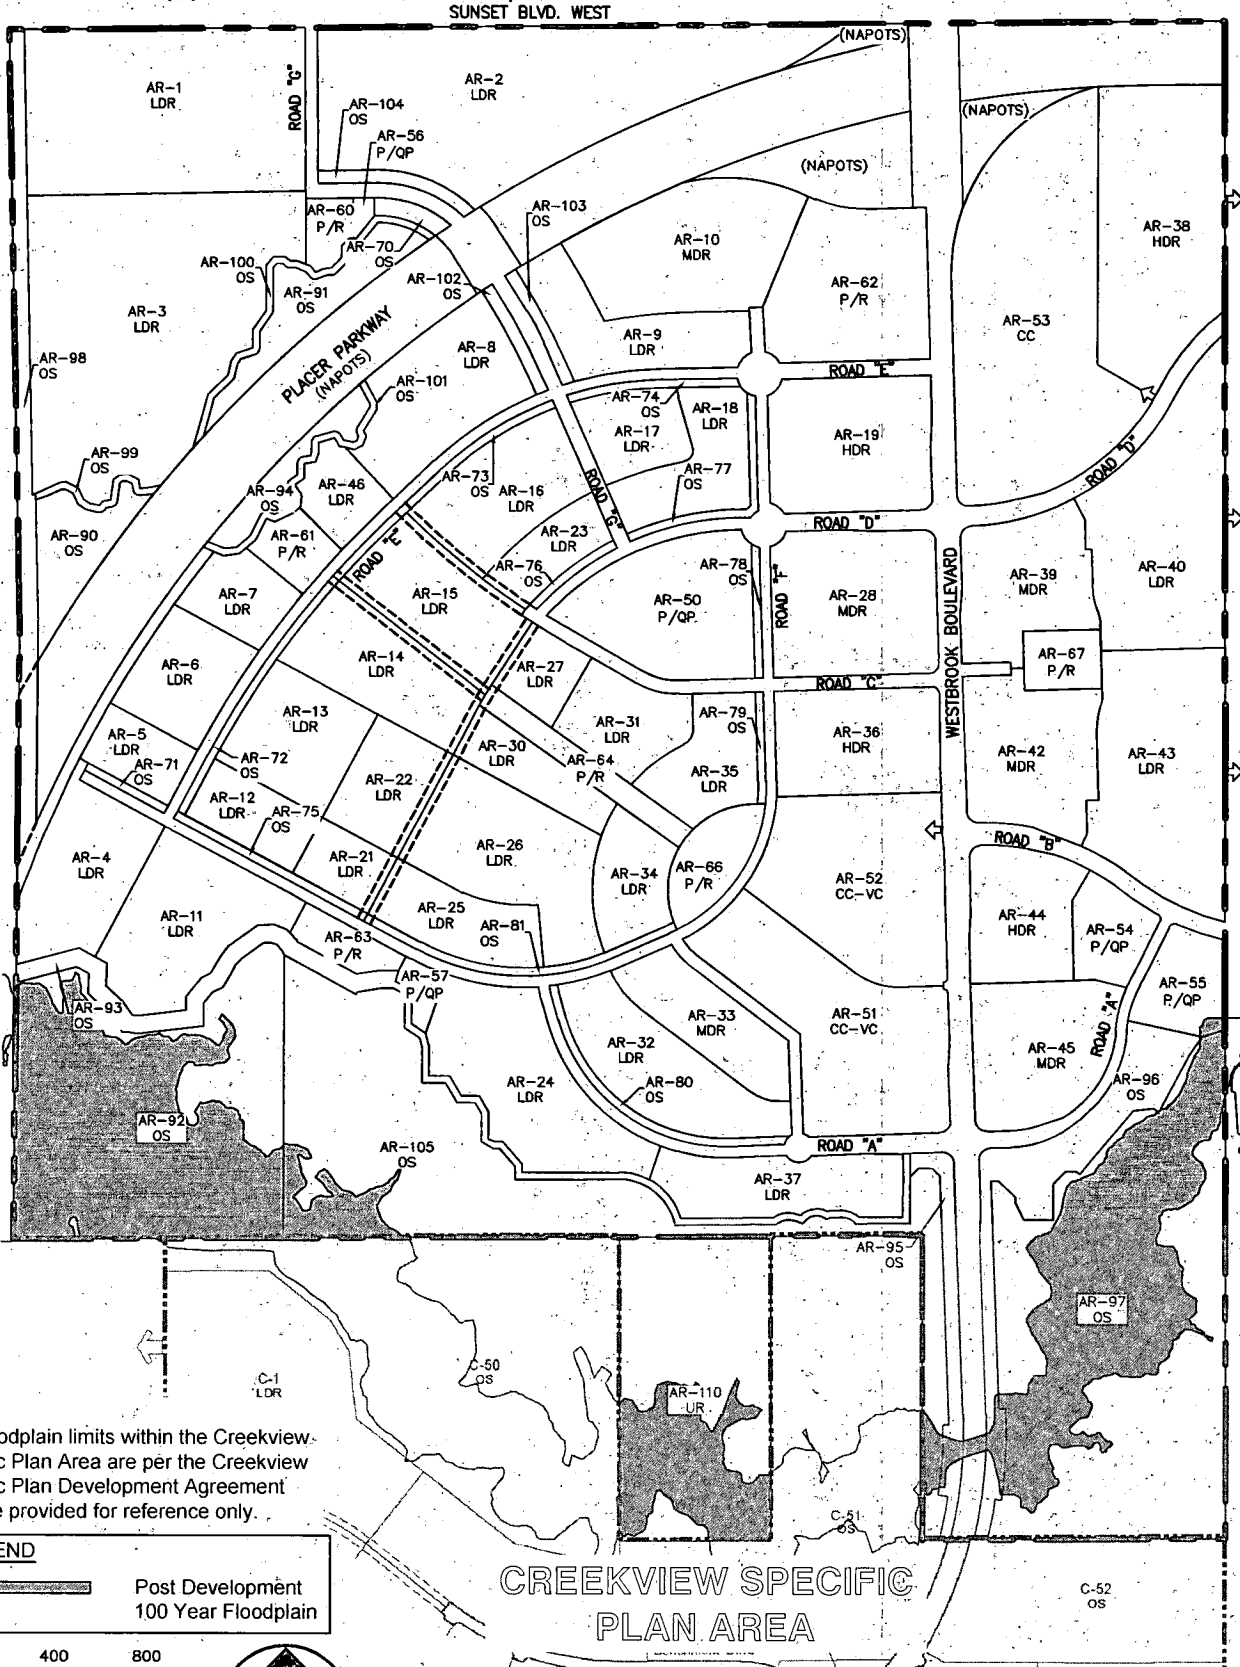 SUNSET BLVD. WEST
(NAPOTS)
AR-1
LDR
ROAD "G"
AR-2
LDR
AR-104
OS
AR-56
P/QP
(NAPOTS)
(NAPOTS)
AR-60
P/R
AR-103
OS
AR-70
OS
AR-10
MDR
AR-38
HDR
AR-100
OS
AR-91
OS
AR-102
OS
AR-62
P/R
AR-3
LDR
PLACER PARKWAY
(NAPOTS)
AR-8
LDR
AR-9
LDR
AR-53
CC
AR-98
OS
AR-101
OS
ROAD "E"
AR-74
OS
AR-18
LDR
AR-17
LDR
AR-19
HDR
AR-99
OS
AR-73
OS
AR-16
LDR
AR-77
OS
ROAD "D"
AR-94
OS
AR-46
LDR
ROAD "G"
AR-90
OS
AR-61
P/R
AR-23
LDR
ROAD "D"
ROAD "E"
AR-76
OS
AR-78
OS
AR-7
LDR
AR-15
LDR
AR-50
P/QP
ROAD "F"
AR-28
MDR
WESTBROOK BOULEVARD
AR-39
MDR
AR-40
LDR
AR-6
LDR
AR-14
LDR
AR-27
LDR
AR-67
P/R
ROAD "C"
AR-5
LDR
AR-13
LDR
AR-31
LDR
AR-79
OS
AR-36
HDR
AR-71
OS
AR-72
OS
AR-30
LDR
AR-64
P/R
AR-42
MDR
AR-43
LDR
AR-12
LDR
AR-75
OS
AR-22
LDR
AR-35
LDR
AR-4
LDR
AR-21
LDR
AR-26
LDR
AR-34
LDR
AR-66
P/R
AR-52
CC-VC
ROAD "B"
AR-11
LDR
AR-25
LDR
AR-81
OS
AR-44
HDR
AR-54
P/QP
AR-63
P/R
AR-57
P/QP
AR-55
P/QP
AR-93
OS
AR-33
MDR
AR-51
CC-VC
ROAD "A"
AR-32
LDR
AR-45
MDR
AR-24
LDR
AR-80
OS
AR-96
OS
AR-92
OS
AR-105
OS
ROAD "A"
AR-37
LDR
AR-95
OS
AR-97
OS
C-1
LDR
C-50
OS
AR-110
UR
odplain limits within the Creekview
c Plan Area are per the Creekview
c Plan Development Agreement
e provided for reference only.
C-51
OS
END
Post Development
100 Year Floodplain
CREEKVIEW SPECIFIC
PLAN AREA
C-52
OS
400 800